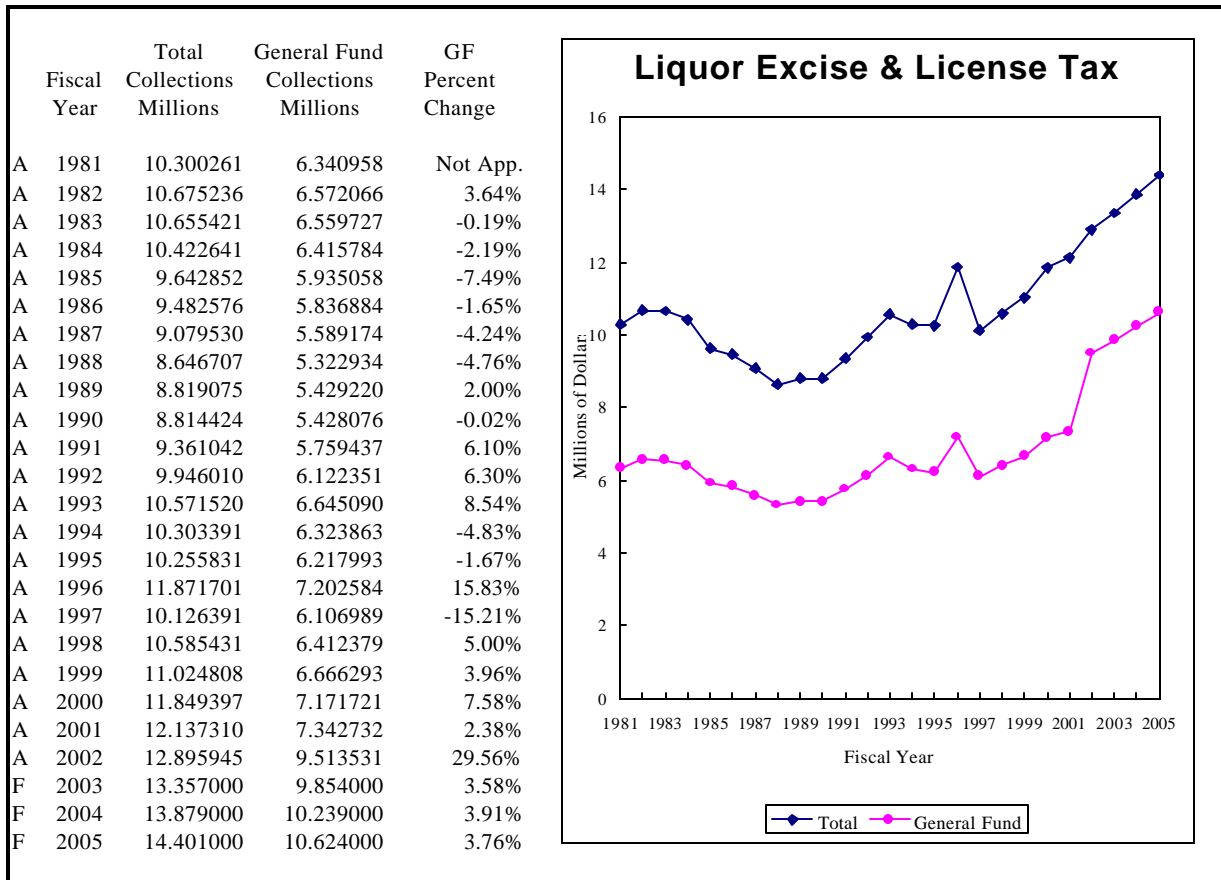 Total General Fund GF
Fiscal Collections Collections Percent
Year Millions Millions Change
A 1981 10.300261 6.340958 Not App.
A 1982 10.675236 6.572066 3.64%
A 1983 10.655421 6.559727 -0.19%
A 1984 10.422641 6.415784 -2.19%
A 1985 9.642852 5.935058 -7.49%
A 1986 9.482576 5.836884 -1.65%
A 1987 9.079530 5.589174 -4.24%
A 1988 8.646707 5.322934 -4.76%
A 1989 8.819075 5.429220 2.00%
A 1990 8.814424 5.428076 -0.02%
A 1991 9.361042 5.759437 6.10%
A 1992 9.946010 6.122351 6.30%
A 1993 10.571520 6.645090 8.54%
A 1994 10.303391 6.323863 -4.83%
A 1995 10.255831 6.217993 -1.67%
A 1996 11.871701 7.202584 15.83%
A 1997 10.126391 6.106989 -15.21%
A 1998 10.585431 6.412379 5.00%
A 1999 11.024808 6.666293 3.96%
A 2000 11.849397 7.171721 7.58%
A 2001 12.137310 7.342732 2.38%
A 2002 12.895945 9.513531 29.56%
F 2003 13.357000 9.854000 3.58%
F 2004 13.879000 10.239000 3.91%
F 2005 14.401000 10.624000 3.76%
Liquor Excise & License Tax
16
14
12
10
8
6
4
2
0
Millions of Dollar
1981 1983 1985 1987 1989 1991 1993 1995 1997 1999 2001 2003 2005
Fiscal Year
Total General Fund